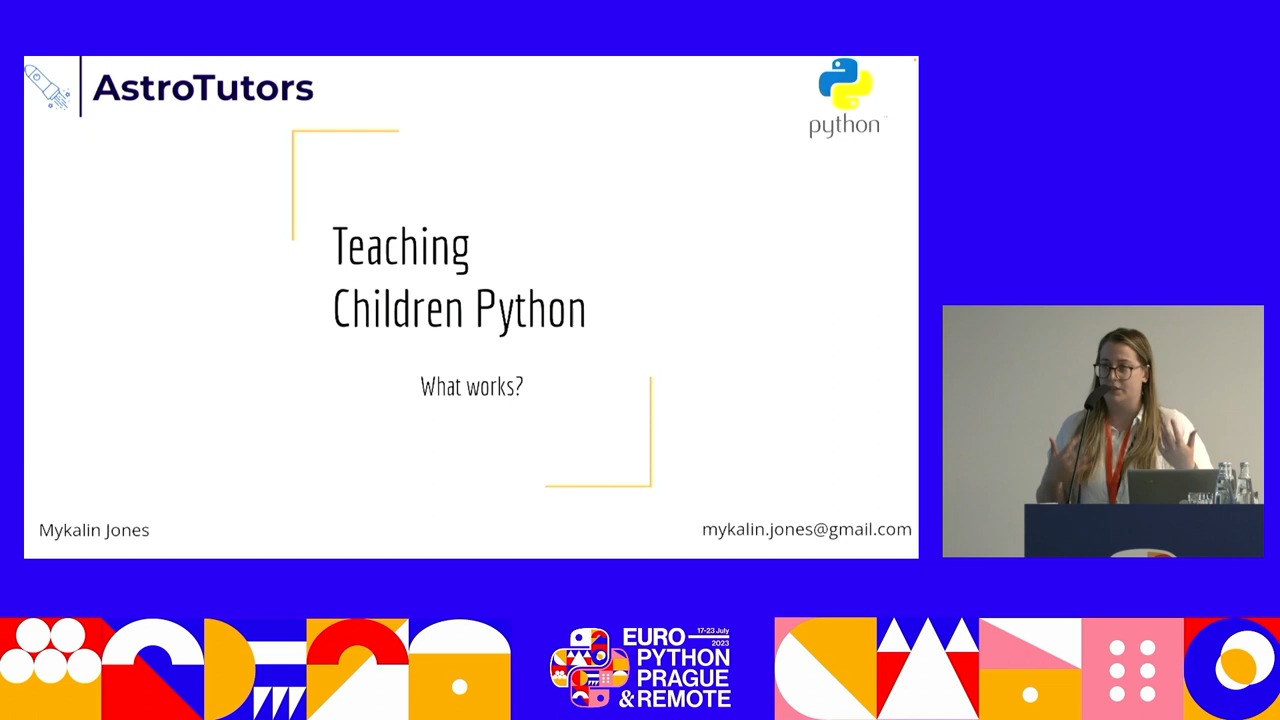 AstroTutors
python
Teaching
Children Python
What works?
Mykalin Jones
mykalin.jones@gmail.com
17-23 July
2023
EURO
PYTHON
PRAGUE
& REMOTE